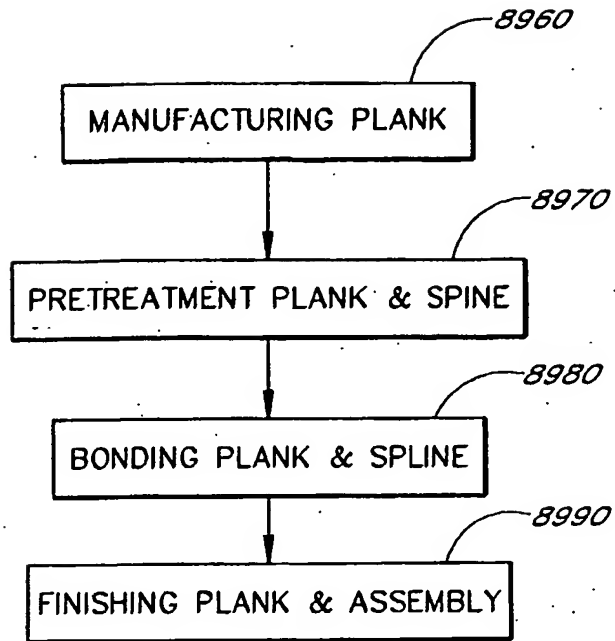 8960
MANUFACTURING PLANK
8970
PRETREATMENT PLANK & SPINE
8980
BONDING PLANK & SPLINE
8990
FINISHING PLANK & ASSEMBLY